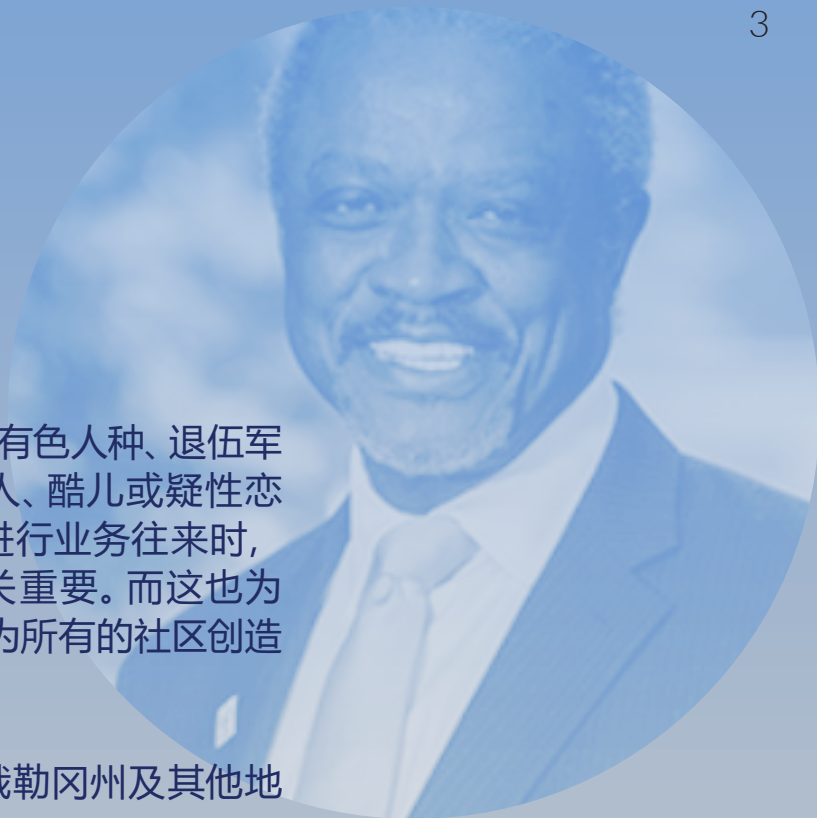 3
有色人种、退伍军
人、酷儿或疑性恋
进行业务往来时,
关重要。而这也为
为所有的社区创造
俄勒冈州及其他地